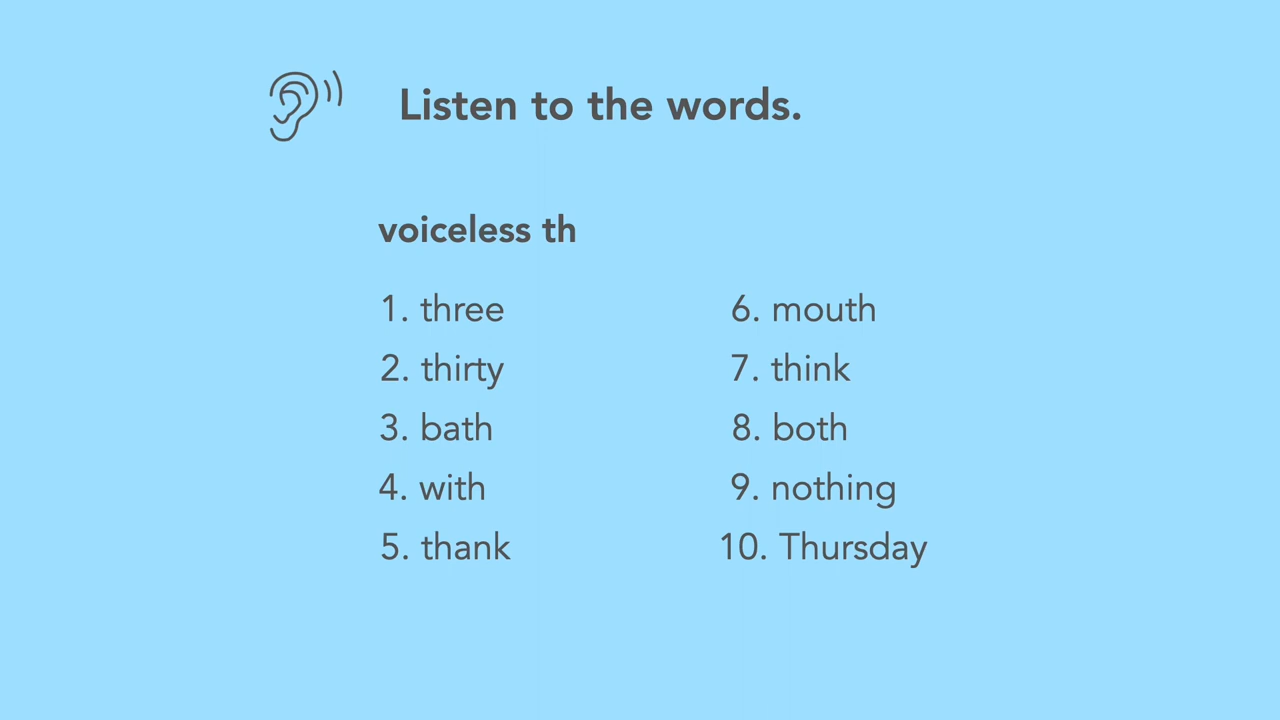 Listen to the words.
voiceless th
1. three
2. thirty
3. bath
4. with
5. thank
6. mouth
7. think
8. both
9. nothing
10. Thursday